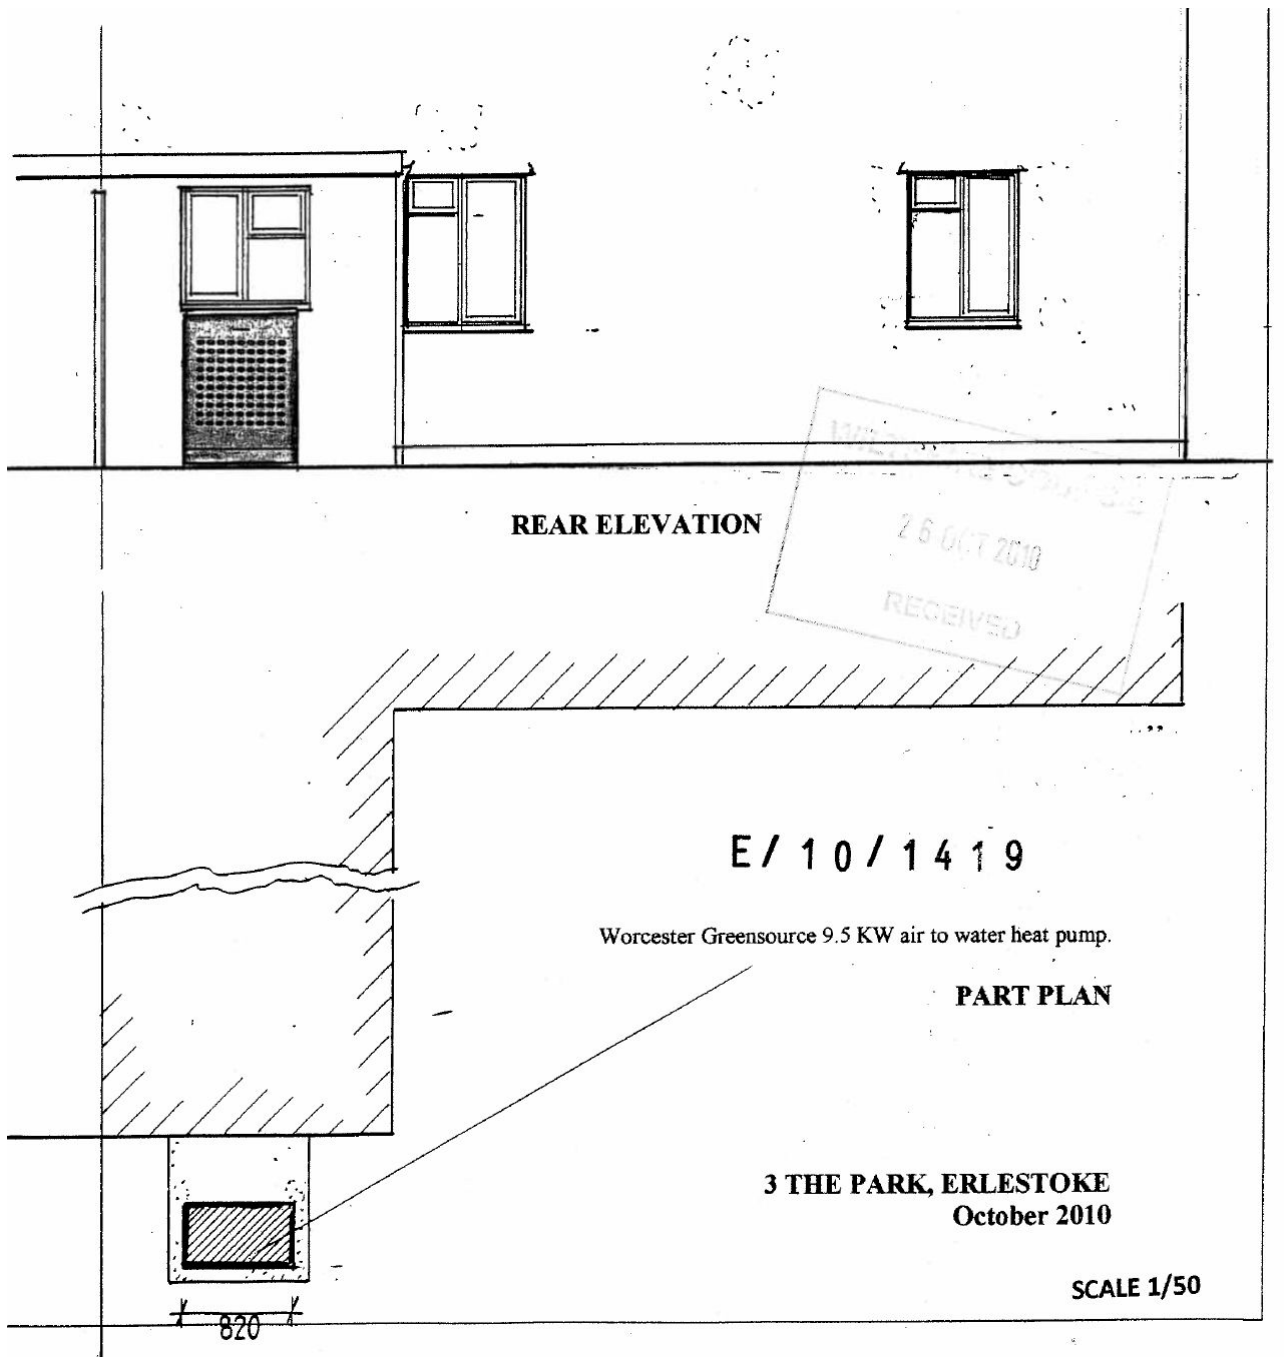 REAR ELEVATION
26 OCT 2010
RECEIVED
E/10/1419
Worcester Greensource 9.5 KW air to water heat pump.
PART PLAN
3 THE PARK, ERLESTOKE
October 2010
SCALE 1/50
820